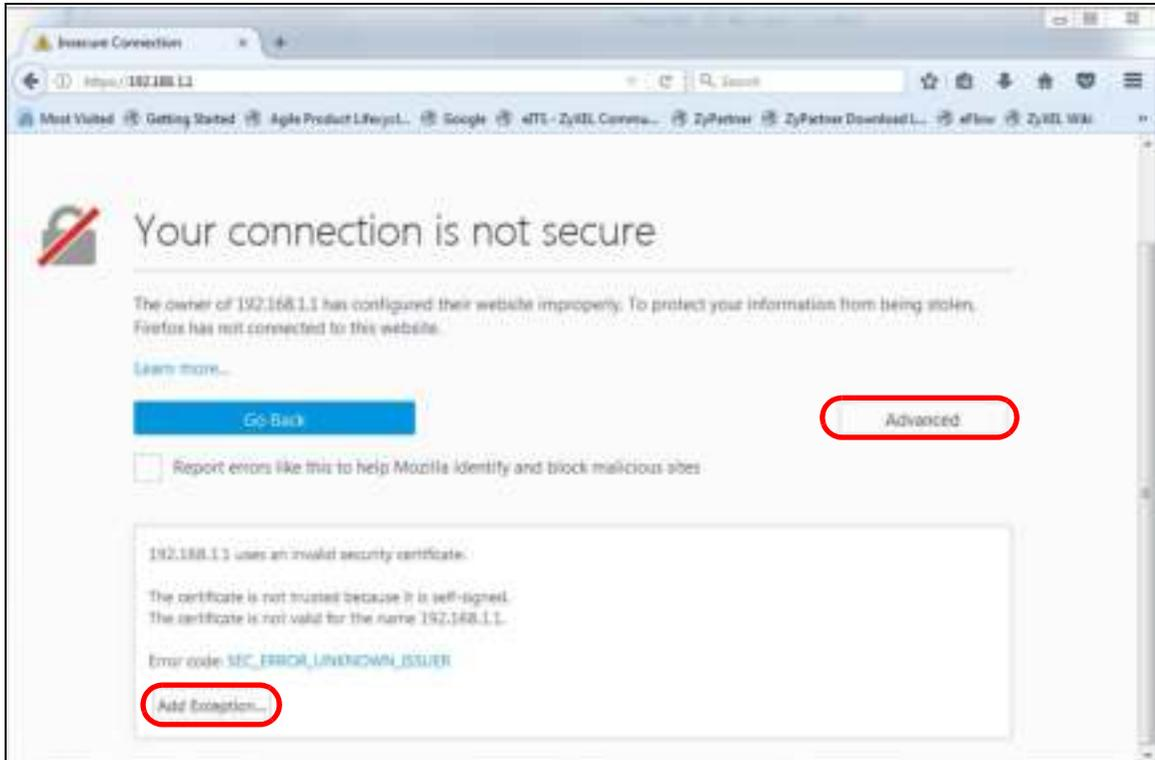 Insecure Connection
https://192.168.1.1
Search
Most Visited Getting Started Agile Product Lifecycl... Google eITS - ZyXEL Commu... ZyPartner ZyPartner Download L... eFlow ZyXEL Wiki
Your connection is not secure
The owner of 192.168.1.1 has configured their website improperly. To protect your information from being stolen,
Firefox has not connected to this website.
Learn more...
Go Back
Advanced
Report errors like this to help Mozilla identify and block malicious sites
192.168.1.1 uses an invalid security certificate.
The certificate is not trusted because it is self-signed.
The certificate is not valid for the name 192.168.1.1.
Error code: SEC_ERROR_UNKNOWN_ISSUER
Add Exception...